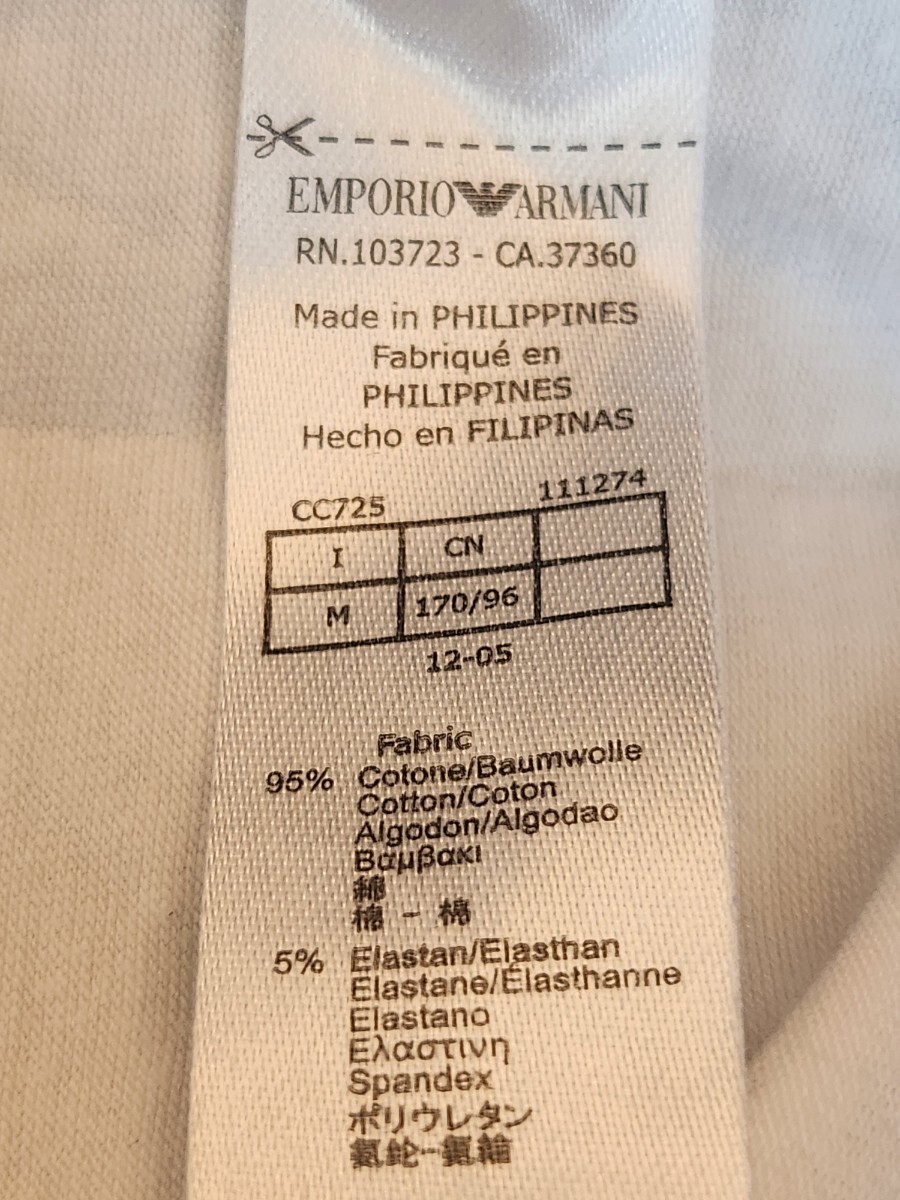 EMPORIO ARMANI
RN.103723 - CA.37360
Made in PHILIPPINES
Fabriqué en
PHILIPPINES
Hecho en FILIPINAS
CC725 111274
I CN
M 170/96
12-05
Fabric
95% Cotone/Baumwolle
Cotton/Coton
Algodon/Algodao
Βαμβακι
綿
棉 - 棉
5% Elastan/Elasthan
Elastane/Élasthanne
Elastano
Ελαστινη
Spandex
ポリウレタン
氨纶-氨綸